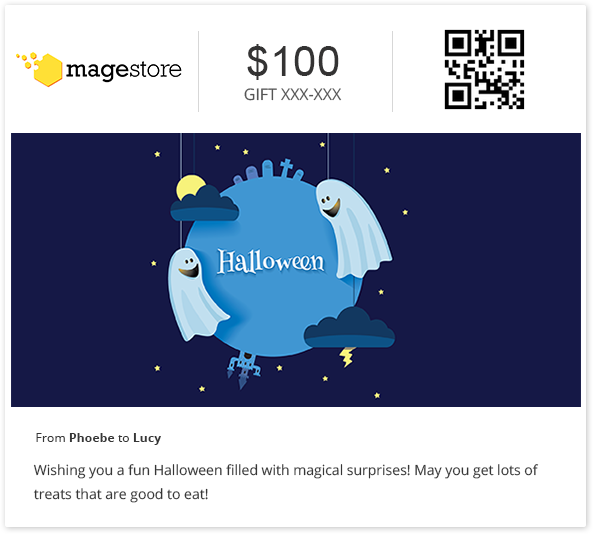 magestore
$100
GIFT XXX-XXX
Halloween
From Phoebe to Lucy
Wishing you a fun Halloween filled with magical surprises! May you get lots of
treats that are good to eat!